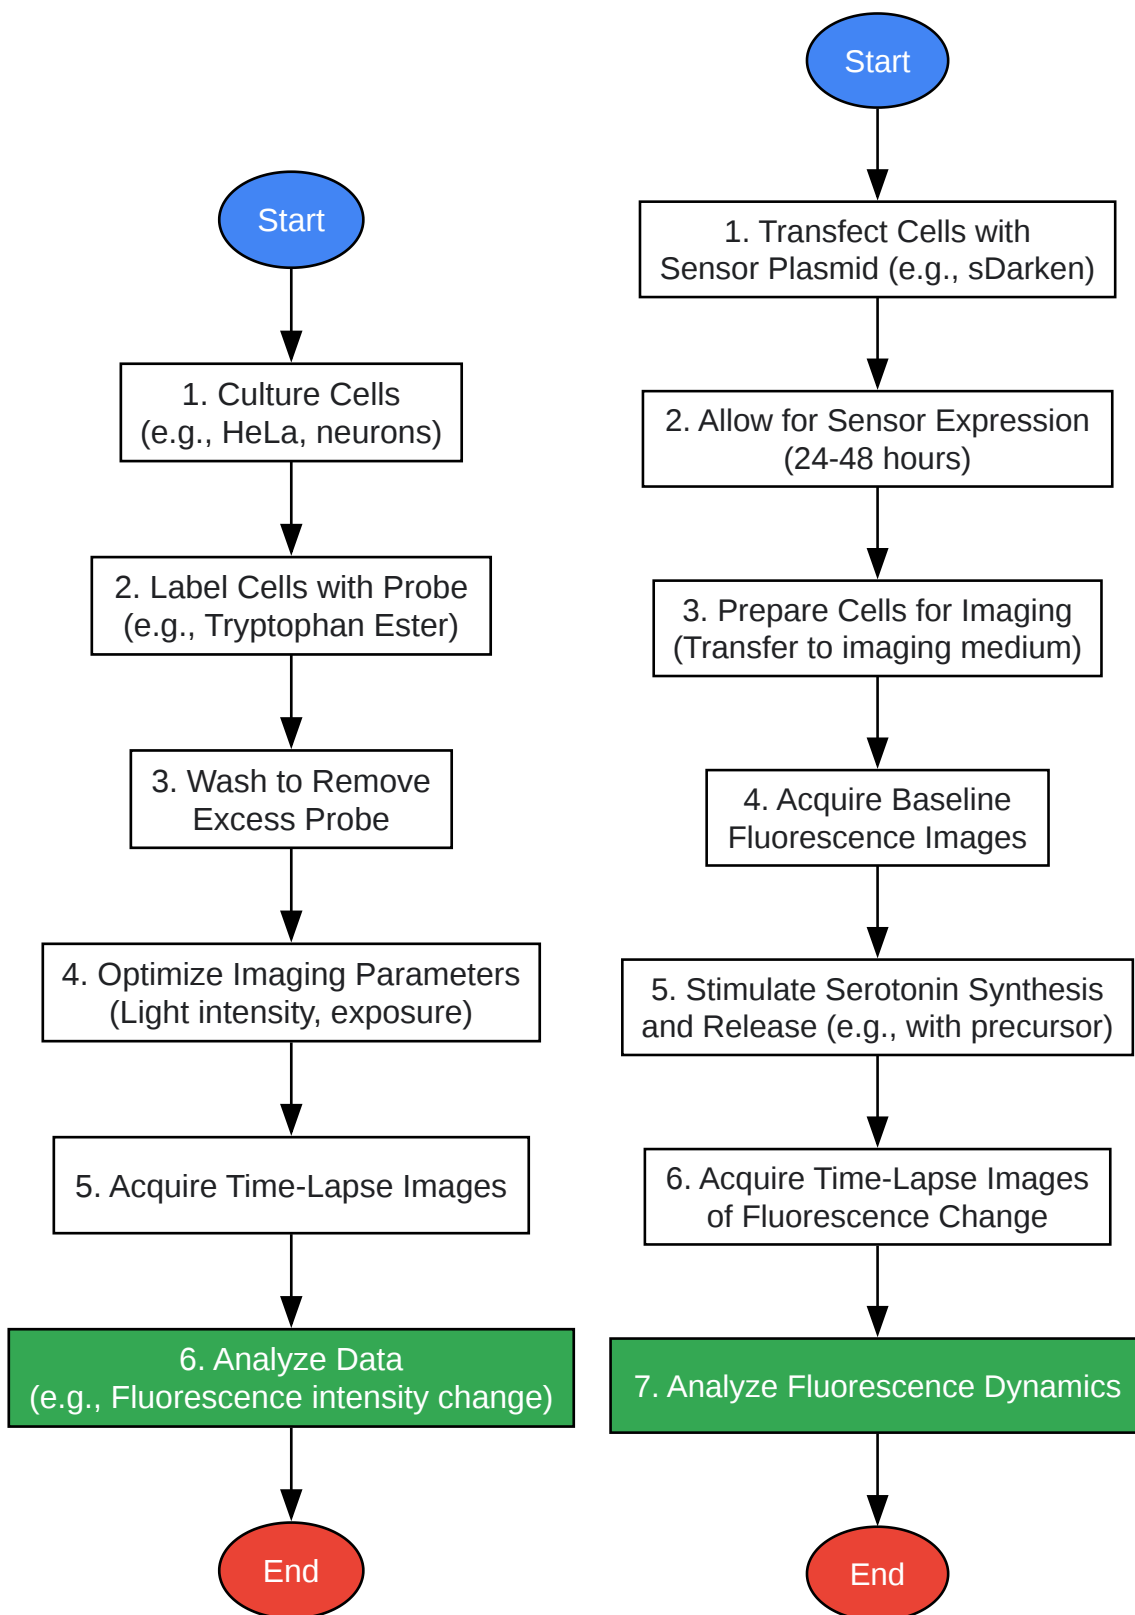 Start
1. Culture Cells
(e.g., HeLa, neurons)
2. Label Cells with Probe
(e.g., Tryptophan Ester)
3. Wash to Remove
Excess Probe
4. Optimize Imaging Parameters
(Light intensity, exposure)
5. Acquire Time-Lapse Images
6. Analyze Data
(e.g., Fluorescence intensity change)
End
Start
1. Transfect Cells with
Sensor Plasmid (e.g., sDarken)
2. Allow for Sensor Expression
(24-48 hours)
3. Prepare Cells for Imaging
(Transfer to imaging medium)
4. Acquire Baseline
Fluorescence Images
5. Stimulate Serotonin Synthesis
and Release (e.g., with precursor)
6. Acquire Time-Lapse Images
of Fluorescence Change
7. Analyze Fluorescence Dynamics
End